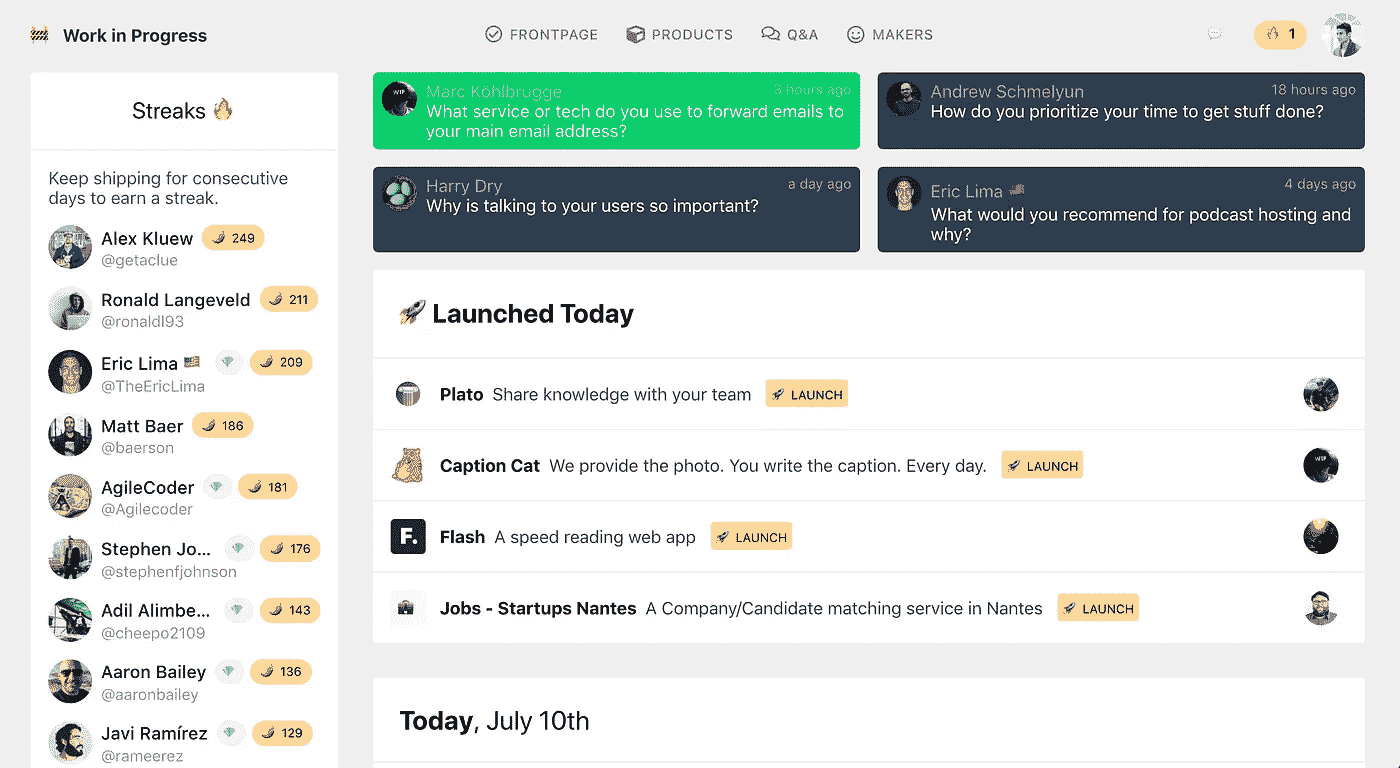 Work in Progress
FRONTPAGE
PRODUCTS
Q&A
MAKERS
1
Streaks
Keep shipping for consecutive
days to earn a streak.
Alex Kluew 249
@getaclue
Ronald Langeveld 211
@ronaldl93
Eric Lima 209
@TheEricLima
Matt Baer 186
@baerson
AgileCoder 181
@Agilecoder
Stephen Jo... 176
@stephenfjohnson
Adil Alimbe... 143
@cheepo2109
Aaron Bailey 136
@aaronbailey
Javi Ramírez 129
@rameerez
WIP
Marc Köhlbrugge 3 hours ago
What service or tech do you use to forward emails to
your main email address?
Andrew Schmelyun 18 hours ago
How do you prioritize your time to get stuff done?
Harry Dry a day ago
Why is talking to your users so important?
Eric Lima 4 days ago
What would you recommend for podcast hosting and
why?
Launched Today
Plato Share knowledge with your team LAUNCH
Caption Cat We provide the photo. You write the caption. Every day. LAUNCH
WIP
F.
Flash A speed reading web app LAUNCH
Jobs - Startups Nantes A Company/Candidate matching service in Nantes LAUNCH
Today, July 10th